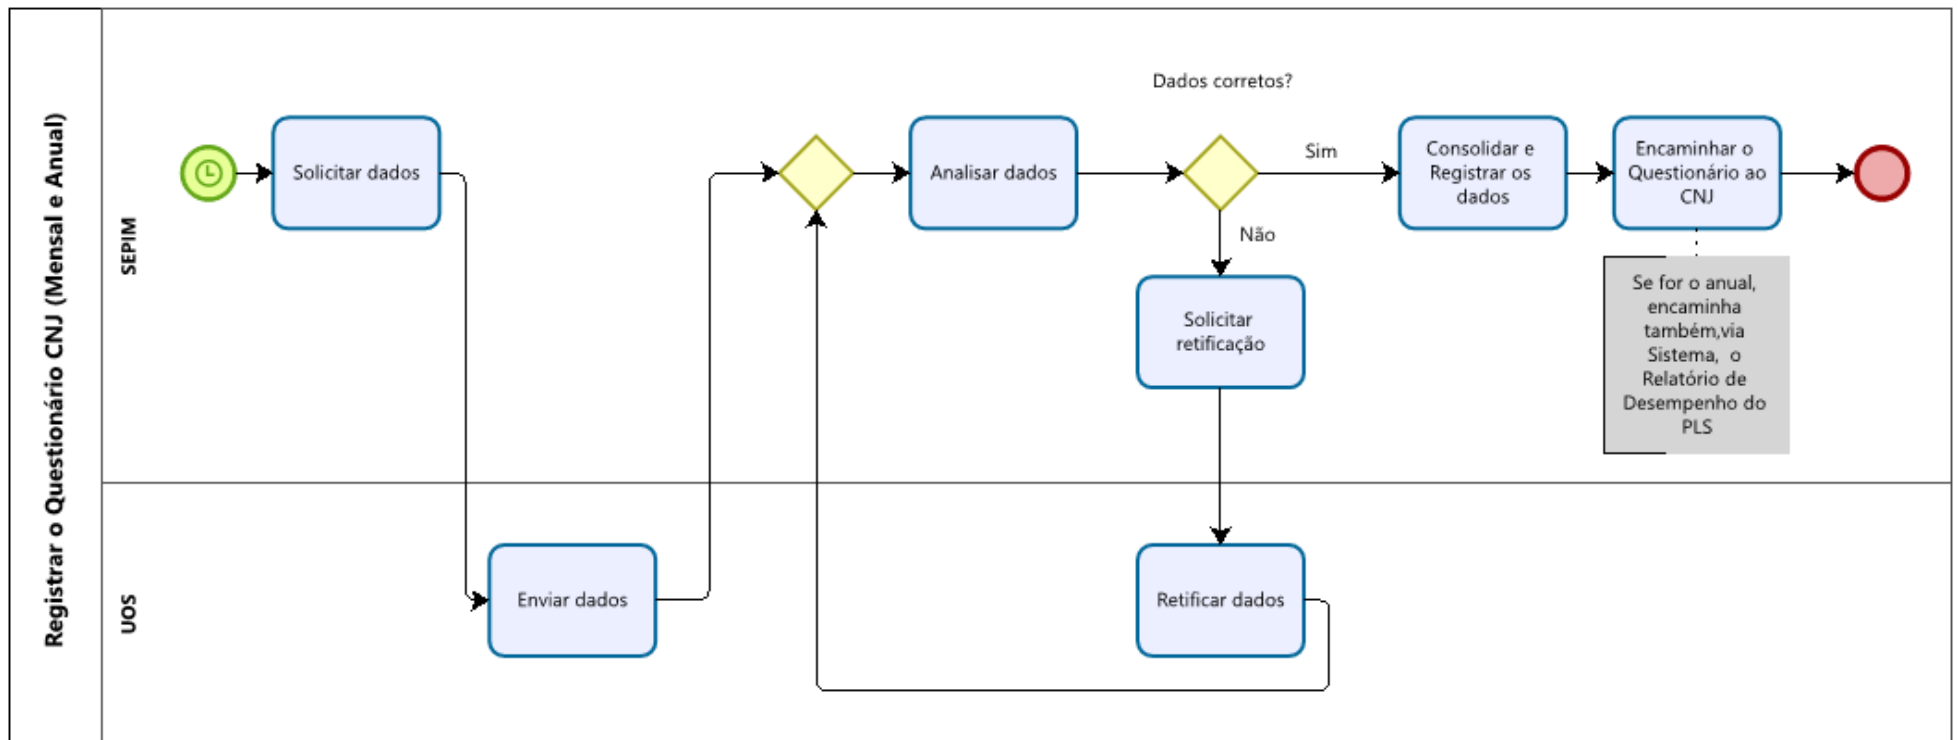 Registrar o Questionário CNJ (Mensal e Anual)
SEPIM
Solicitar dados
Analisar dados
Dados corretos?
Sim
Não
Consolidar e
Registrar os
dados
Encaminhar o
Questionário ao
CNJ
Solicitar
retificação
Se for o anual,
encaminha
também,via
Sistema,  o
Relatório de
Desempenho do
PLS
UOS
Enviar dados
Retificar dados